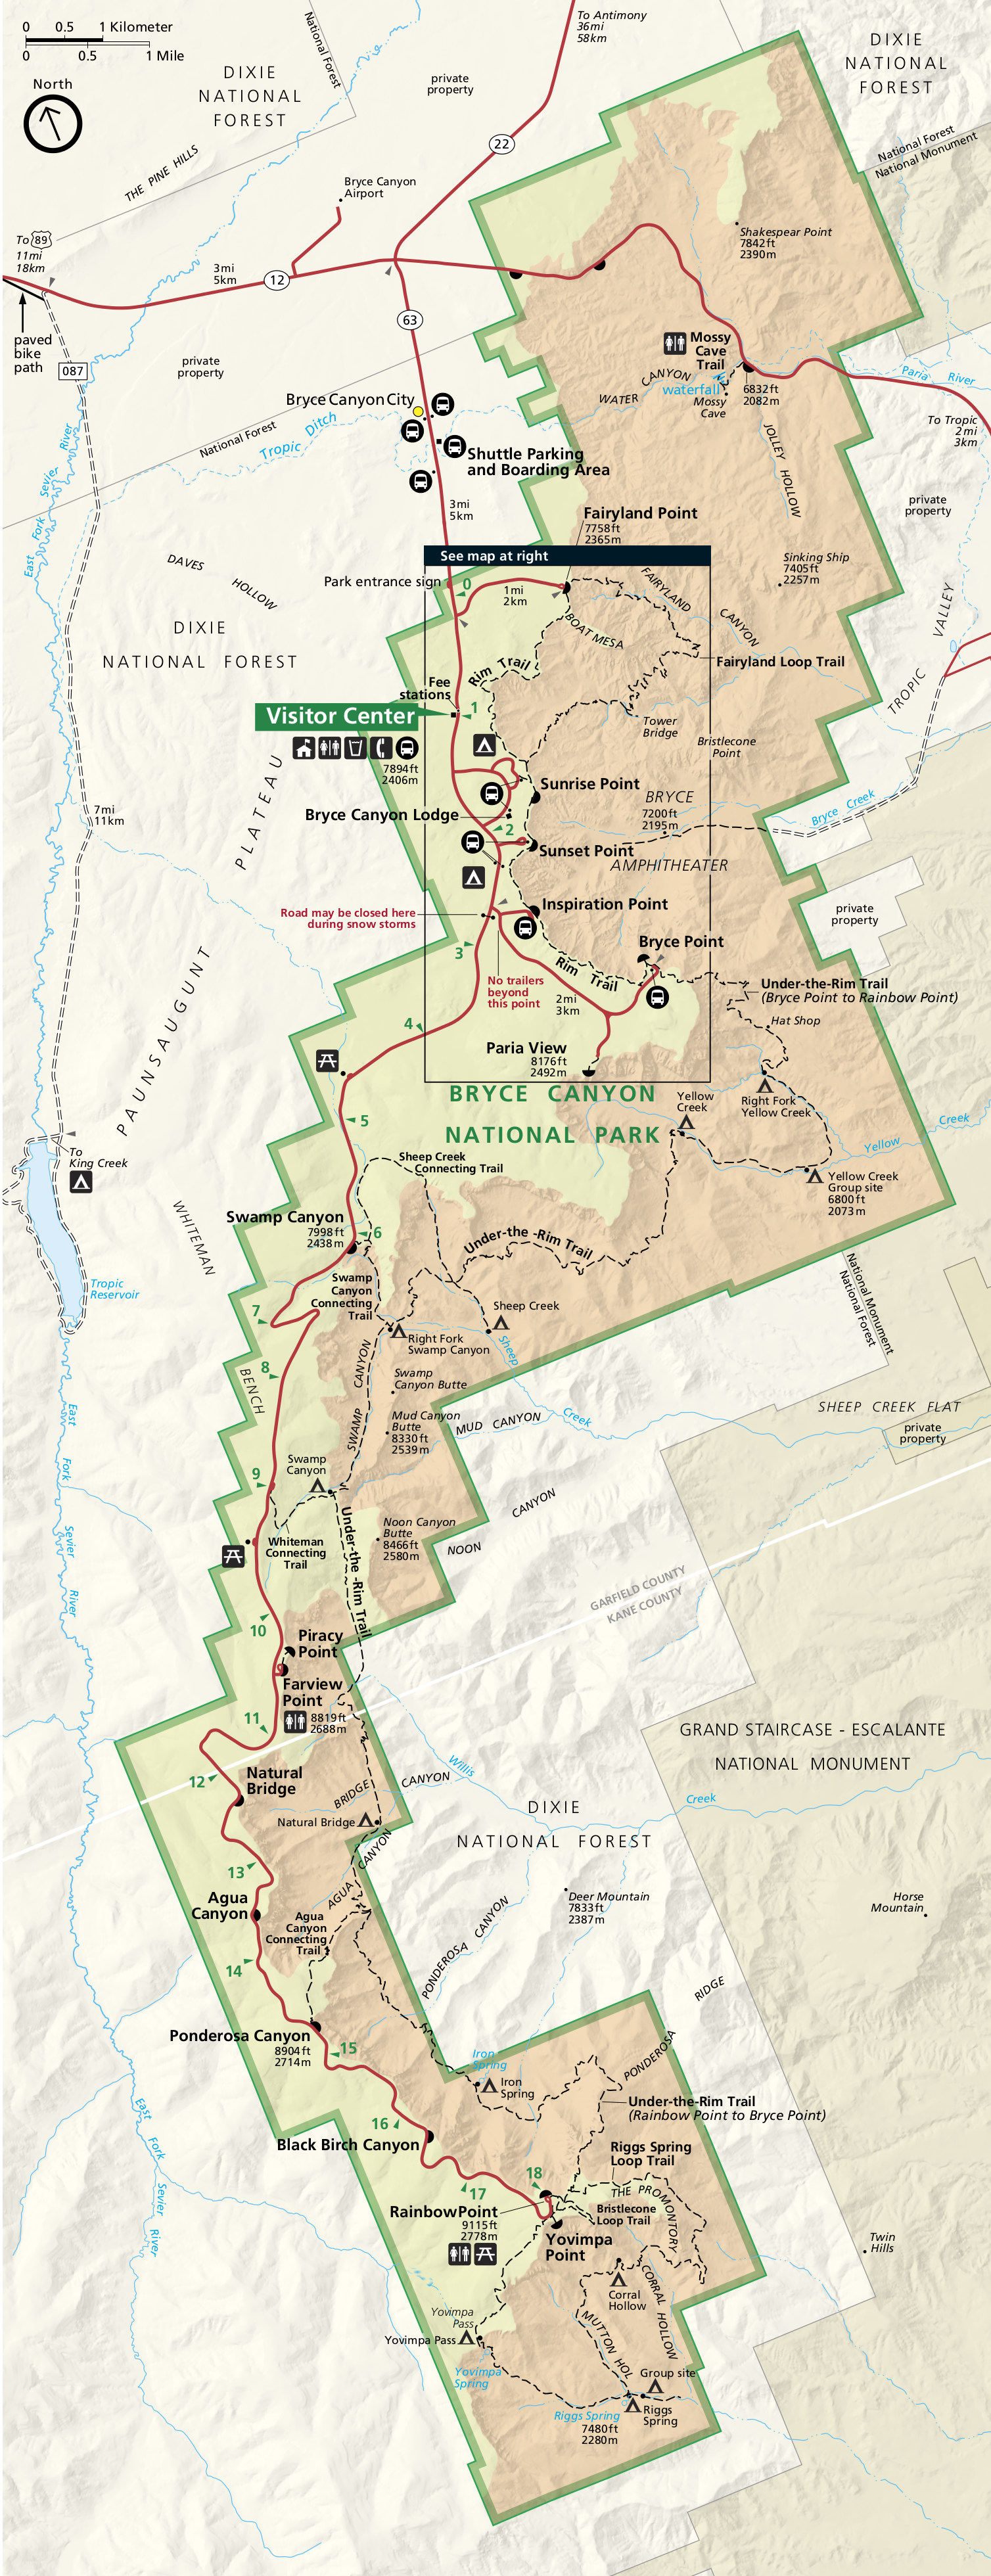 0 0.5 1 Kilometer
0 0.5 1 Mile
North
National Forest
To Antimony
36mi
58km
DIXIE
NATIONAL
FOREST
private
property
DIXIE
NATIONAL
FOREST
National Forest
National Monument
THE PINE HILLS
22
Bryce Canyon
Airport
To 89
11mi
18km
3mi
5km
12
Shakespear Point
7842ft
2390m
63
paved
bike
path
087
private
property
Mossy
Cave
Trail
WATER CANYON
waterfall
Mossy
Cave
6832ft
2082m
Paria River
To Tropic
2mi
3km
Bryce Canyon City
National Forest
Tropic Ditch
Shuttle Parking
and Boarding Area
JOLLEY HOLLOW
East Fork Sevier River
3mi
5km
private
property
Fairyland Point
7758ft
2365m
See map at right
Sinking Ship
7405ft
2257m
DAVES HOLLOW
Park entrance sign
0
1mi
2km
FAIRYLAND CANYON
BOAT MESA
TROPIC VALLEY
DIXIE
NATIONAL FOREST
Rim Trail
Fairyland Loop Trail
Fee
stations
Visitor Center
1
7894ft
2406m
Tower
Bridge
Bristlecone
Point
PAUNSAUGUNT PLATEAU
7mi
11km
Sunrise Point
BRYCE
7200ft
2195m
AMPHITHEATER
Bryce Creek
Bryce Canyon Lodge
2
Sunset Point
Inspiration Point
private
property
Road may be closed here
during snow storms
3
Bryce Point
Rim Trail
No trailers
beyond
this point
2mi
3km
Under-the-Rim Trail
(Bryce Point to Rainbow Point)
Hat Shop
4
Paria View
8176ft
2492m
BRYCE CANYON
NATIONAL PARK
Yellow
Creek
Right Fork
Yellow Creek
Yellow Creek
5
To
King Creek
Sheep Creek
Connecting Trail
Yellow Creek
Group site
6800ft
2073m
WHITEMAN BENCH
Swamp Canyon
7998ft
2438m
6
Under-the-Rim Trail
National Monument
National Forest
Tropic
Reservoir
Swamp
Canyon
Connecting
Trail
7
Sheep Creek
Right Fork
Swamp Canyon
Sheep Creek
8
Swamp
Canyon Butte
SWAMP CANYON
Mud Canyon
Butte
8330ft
2539m
MUD CANYON
SHEEP CREEK FLAT
private
property
East Fork Sevier River
9
Swamp
Canyon
Whiteman
Connecting
Trail
Under-the-Rim Trail
Noon Canyon
Butte
8466ft
2580m
NOON CANYON
GARFIELD COUNTY
KANE COUNTY
10
Piracy
Point
Farview
Point
8819ft
2688m
11
GRAND STAIRCASE - ESCALANTE
NATIONAL MONUMENT
12
Natural
Bridge
BRIDGE CANYON
Willis Creek
Natural Bridge
DIXIE
NATIONAL FOREST
13
Agua
Canyon
AGUA CANYON
Agua
Canyon
Connecting
Trail
Deer Mountain
7833ft
2387m
Horse
Mountain
14
PONDEROSA CANYON
PONDEROSA RIDGE
Ponderosa Canyon
8904ft
2714m
15
Iron
Spring
Iron
Spring
Under-the-Rim Trail
(Rainbow Point to Bryce Point)
16
Black Birch Canyon
East Fork Sevier River
Riggs Spring
Loop Trail
18
17
THE PROMONTORY
Rainbow Point
9115ft
2778m
Bristlecone
Loop Trail
Yovimpa
Point
Twin
Hills
Corral
Hollow
CORRAL HOLLOW
MUTTON HOL
Yovimpa
Pass
Yovimpa Pass
Yovimpa
Spring
Group site
Riggs Spring
7480ft
2280m
Riggs
Spring